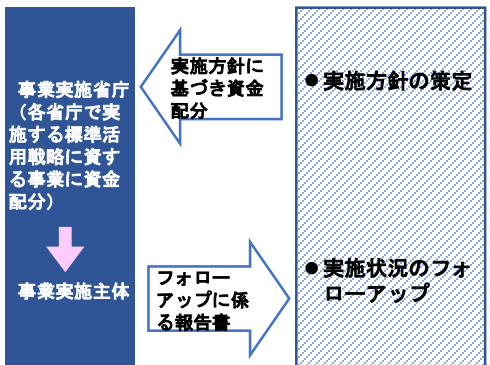 事業実施省庁
（各省庁で実
施する標準活
用戦略に資す
る事業に資金
配分）
事業実施主体
実施方針に
基づき資金
配分
フォロー
アップに係
る報告書
●実施方針の策定
●実施状況のフォ
ローアップ